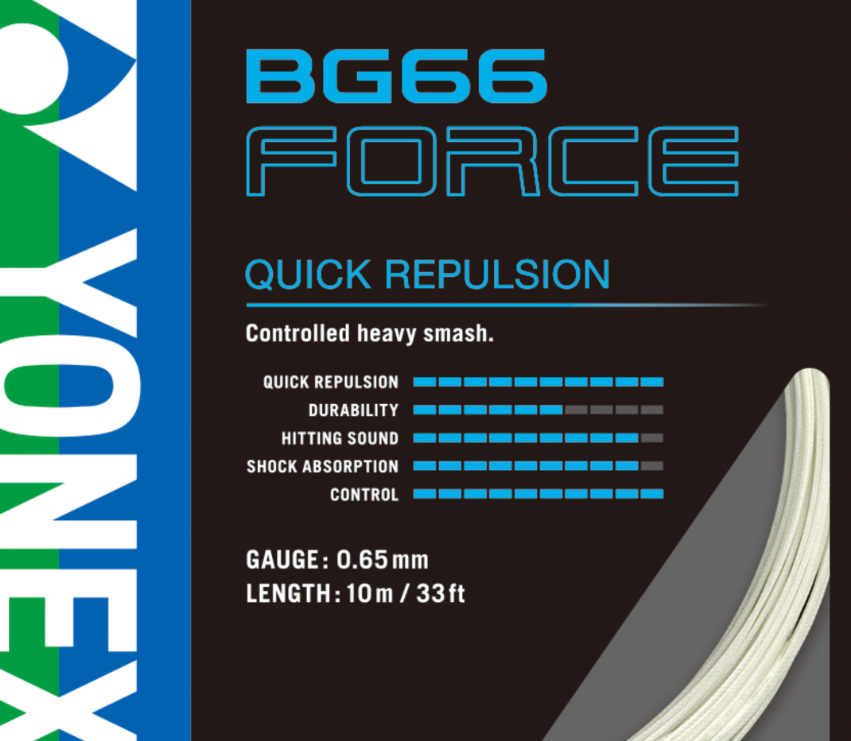 YONEX
BG66
FORCE
QUICK REPULSION
Controlled heavy smash.
QUICK REPULSION
DURABILITY
HITTING SOUND
SHOCK ABSORPTION
CONTROL
GAUGE: 0.65mm
LENGTH: 10m / 33ft